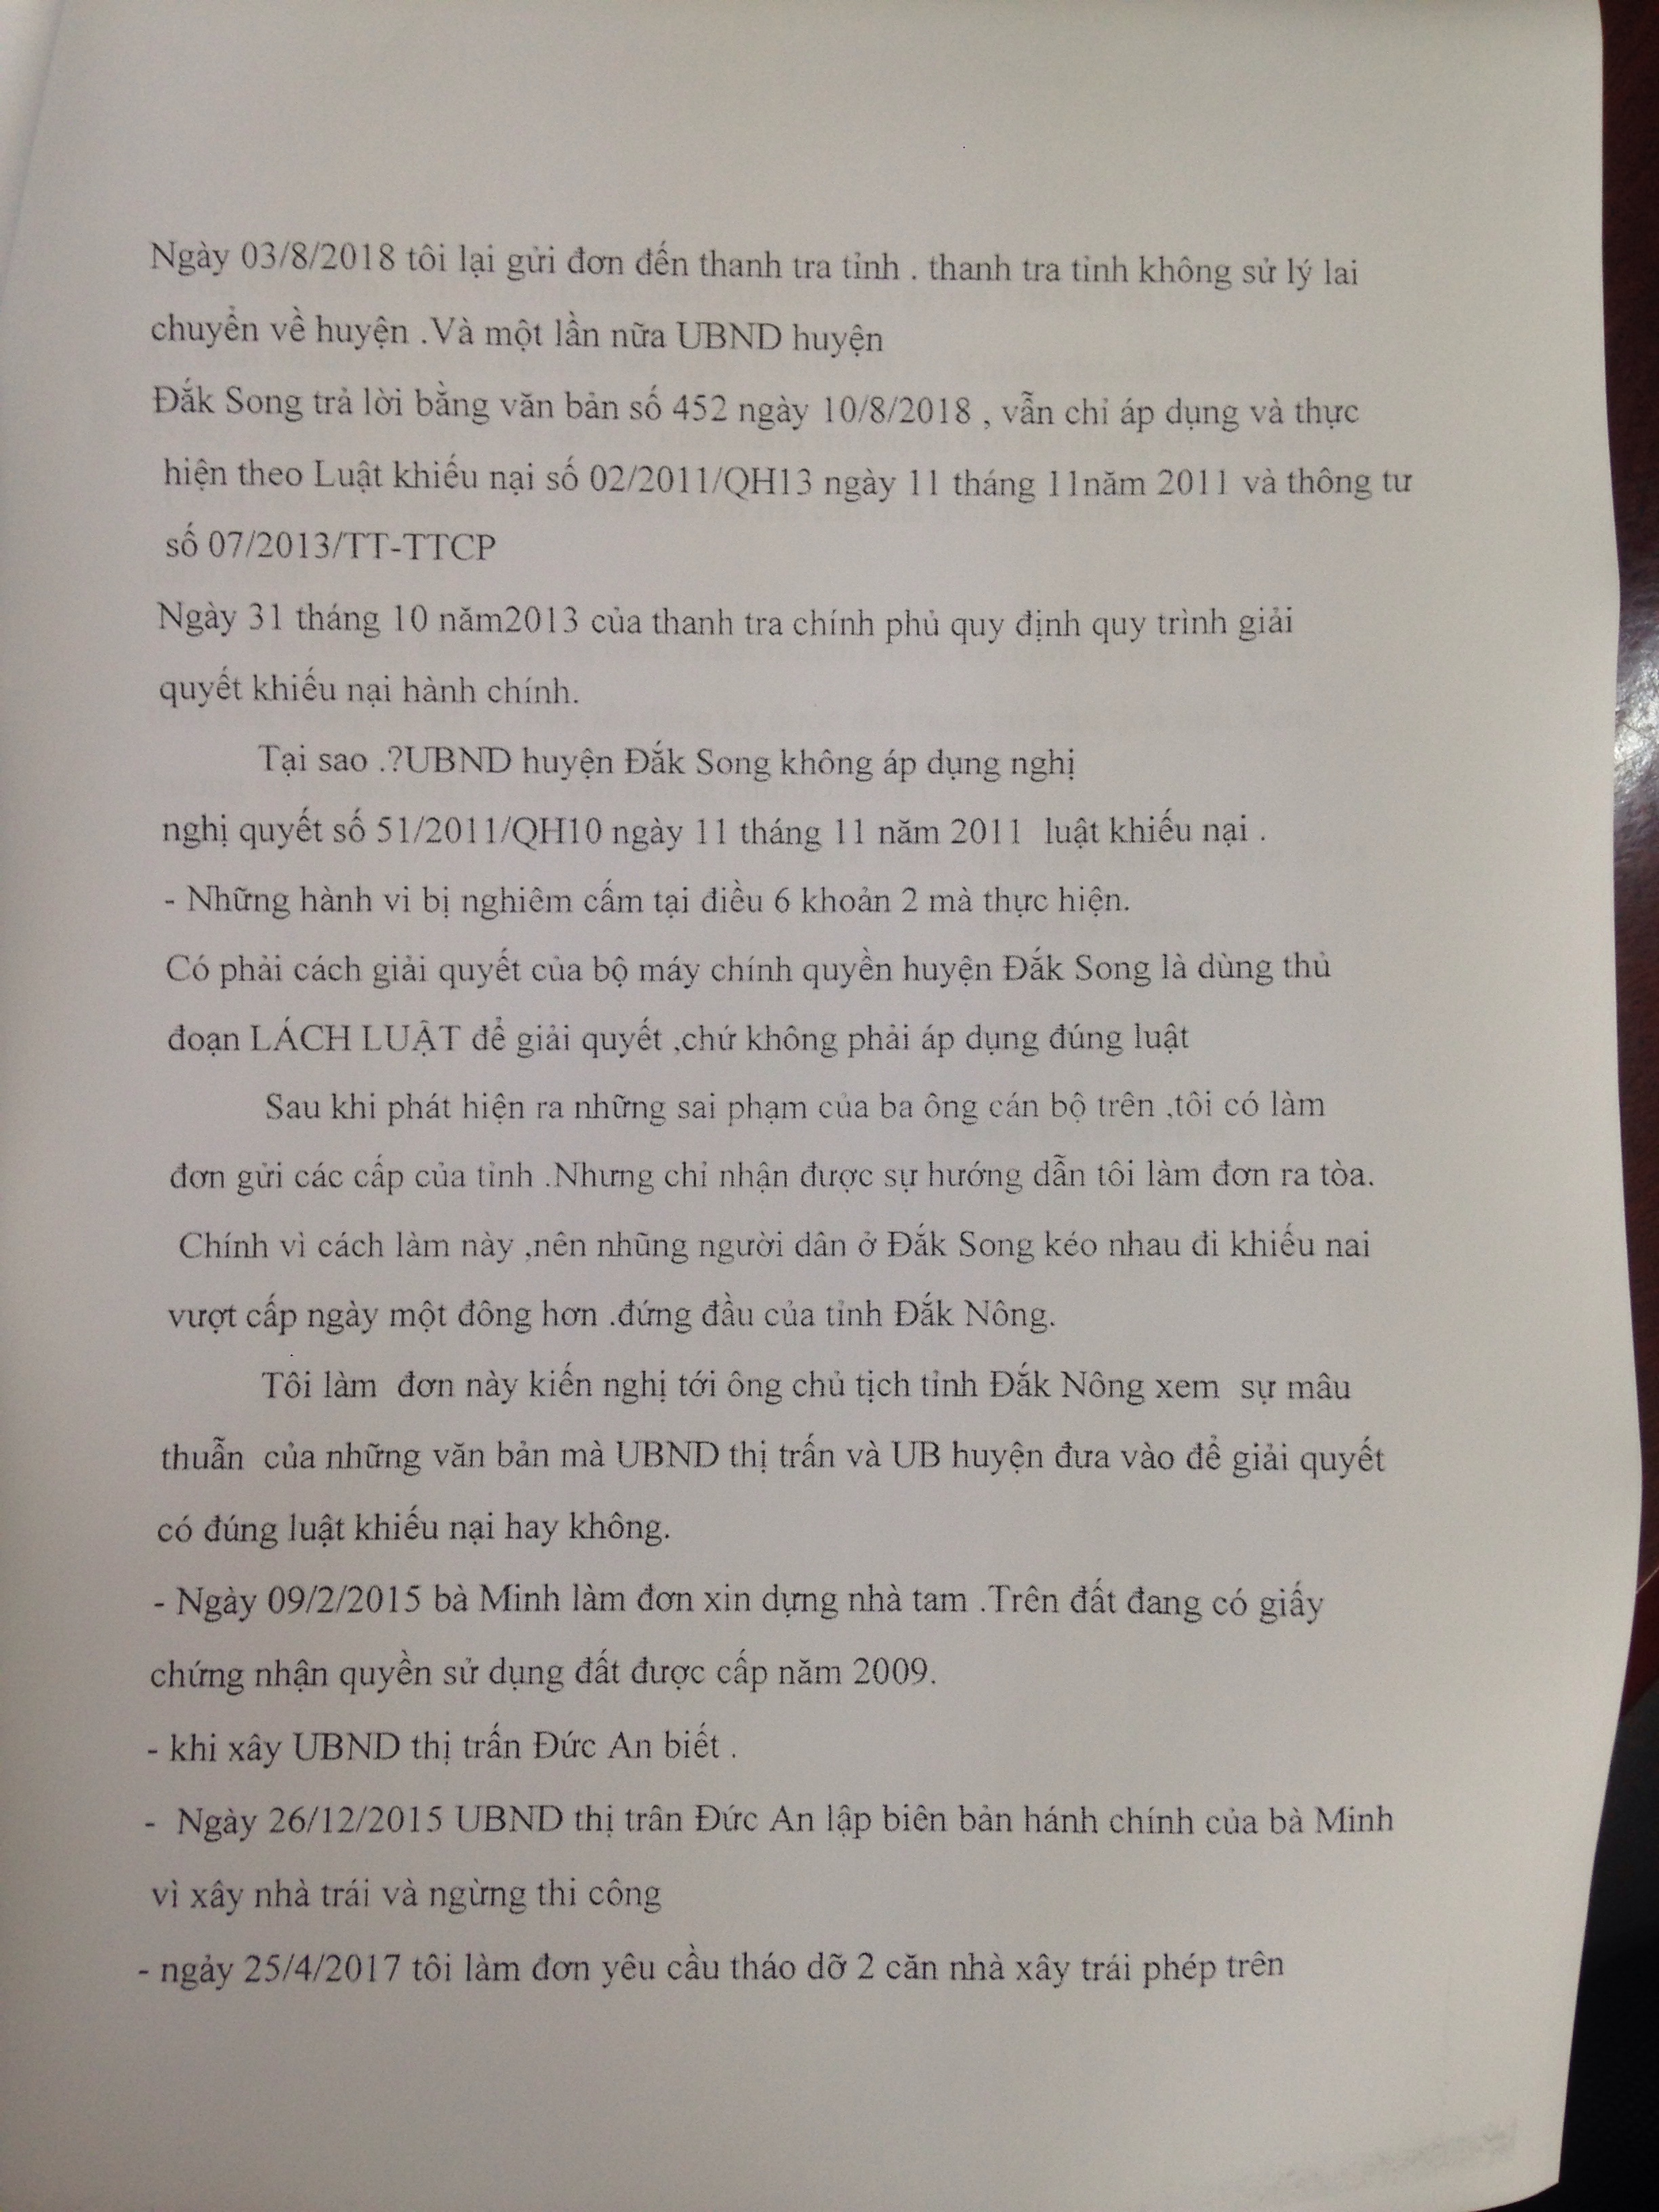 Ngày 03/8/2018 tôi lại gửi đơn đến thanh tra tỉnh . thanh tra tỉnh không sử lý lai
chuyển về huyện .Và một lần nữa UBND huyện
Đắk Song trả lời bằng văn bản số 452 ngày 10/8/2018 , vẫn chỉ áp dụng và thực
hiện theo Luật khiếu nại số 02/2011/QH13 ngày 11 tháng 11năm 2011 và thông tư
số 07/2013/TT-TTCP
Ngày 31 tháng 10 năm2013 của thanh tra chính phủ quy định quy trình giải
quyết khiếu nại hành chính.
Tại sao .?UBND huyện Đắk Song không áp dụng nghị
nghị quyết số 51/2011/QH10 ngày 11 tháng 11 năm 2011 luật khiếu nại .
- Những hành vi bị nghiêm cấm tại điều 6 khoản 2 mà thực hiện.
Có phải cách giải quyết của bộ máy chính quyền huyện Đắk Song là dùng thủ
đoạn LÁCH LUẬT để giải quyết ,chứ không phải áp dụng đúng luật
Sau khi phát hiện ra những sai phạm của ba ông cán bộ trên ,tôi có làm
đơn gửi các cấp của tỉnh .Nhưng chỉ nhận được sự hướng dẫn tôi làm đơn ra tòa.
Chính vì cách làm này ,nên nhũng người dân ở Đắk Song kéo nhau đi khiếu nai
vượt cấp ngày một đông hơn .đứng đầu của tỉnh Đắk Nông.
Tôi làm đơn này kiến nghị tới ông chủ tịch tỉnh Đắk Nông xem sự mâu
thuẫn của những văn bản mà UBND thị trấn và UB huyện đưa vào để giải quyết
có đúng luật khiếu nại hay không.
- Ngày 09/2/2015 bà Minh làm đơn xin dựng nhà tam .Trên đất đang có giấy
chứng nhận quyền sử dụng đất được cấp năm 2009.
- khi xây UBND thị trấn Đức An biết .
- Ngày 26/12/2015 UBND thị trân Đức An lập biên bản hánh chính của bà Minh
vì xây nhà trái và ngừng thi công
- ngảy 25/4/2017 tôi làm đơn yêu cầu tháo dỡ 2 căn nhà xây trái phép trên